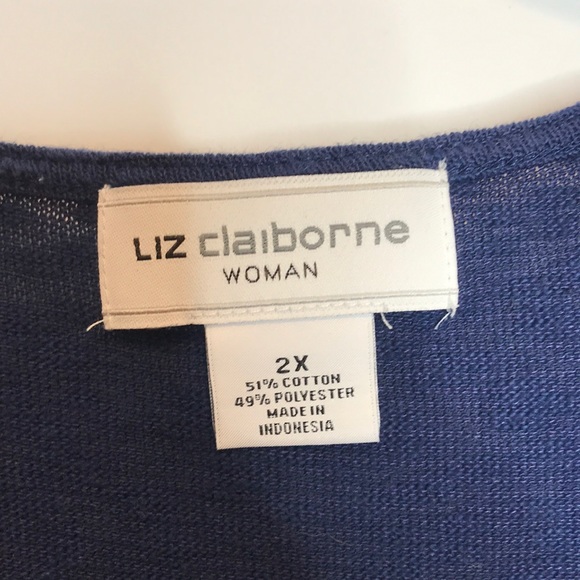 LIZ claiborne
WOMAN
2X
51% COTTON
49% POLYESTER
MADE IN
INDONESIA